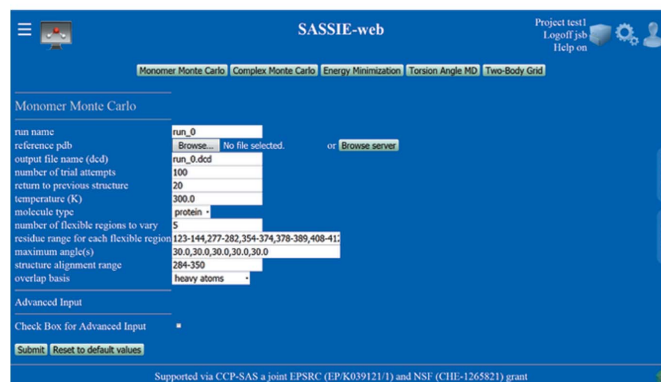 SASSIE-web
Project test1
Logoff jsb
Help on
Monomer Monte Carlo Complex Monte Carlo Energy Minimization Torsion Angle MD Two-Body Grid
Monomer Monte Carlo
run name run_0
reference pdb Browse... No file selected. or Browse server
output file name (dcd) run_0.dcd
number of trial attempts 100
return to previous structure 20
temperature (K) 300.0
molecule type protein
number of flexible regions to vary 5
residue range for each flexible region 123-144,277-282,354-374,378-389,408-412
maximum angle(s) 30.0,30.0,30.0,30.0,30.0
structure alignment range 284-350
overlap basis heavy atoms
Advanced Input
Check Box for Advanced Input
Submit Reset to default values
Supported via CCP-SAS a joint EPSRC (EP/K039121/1) and NSF (CHE-1265821) grant